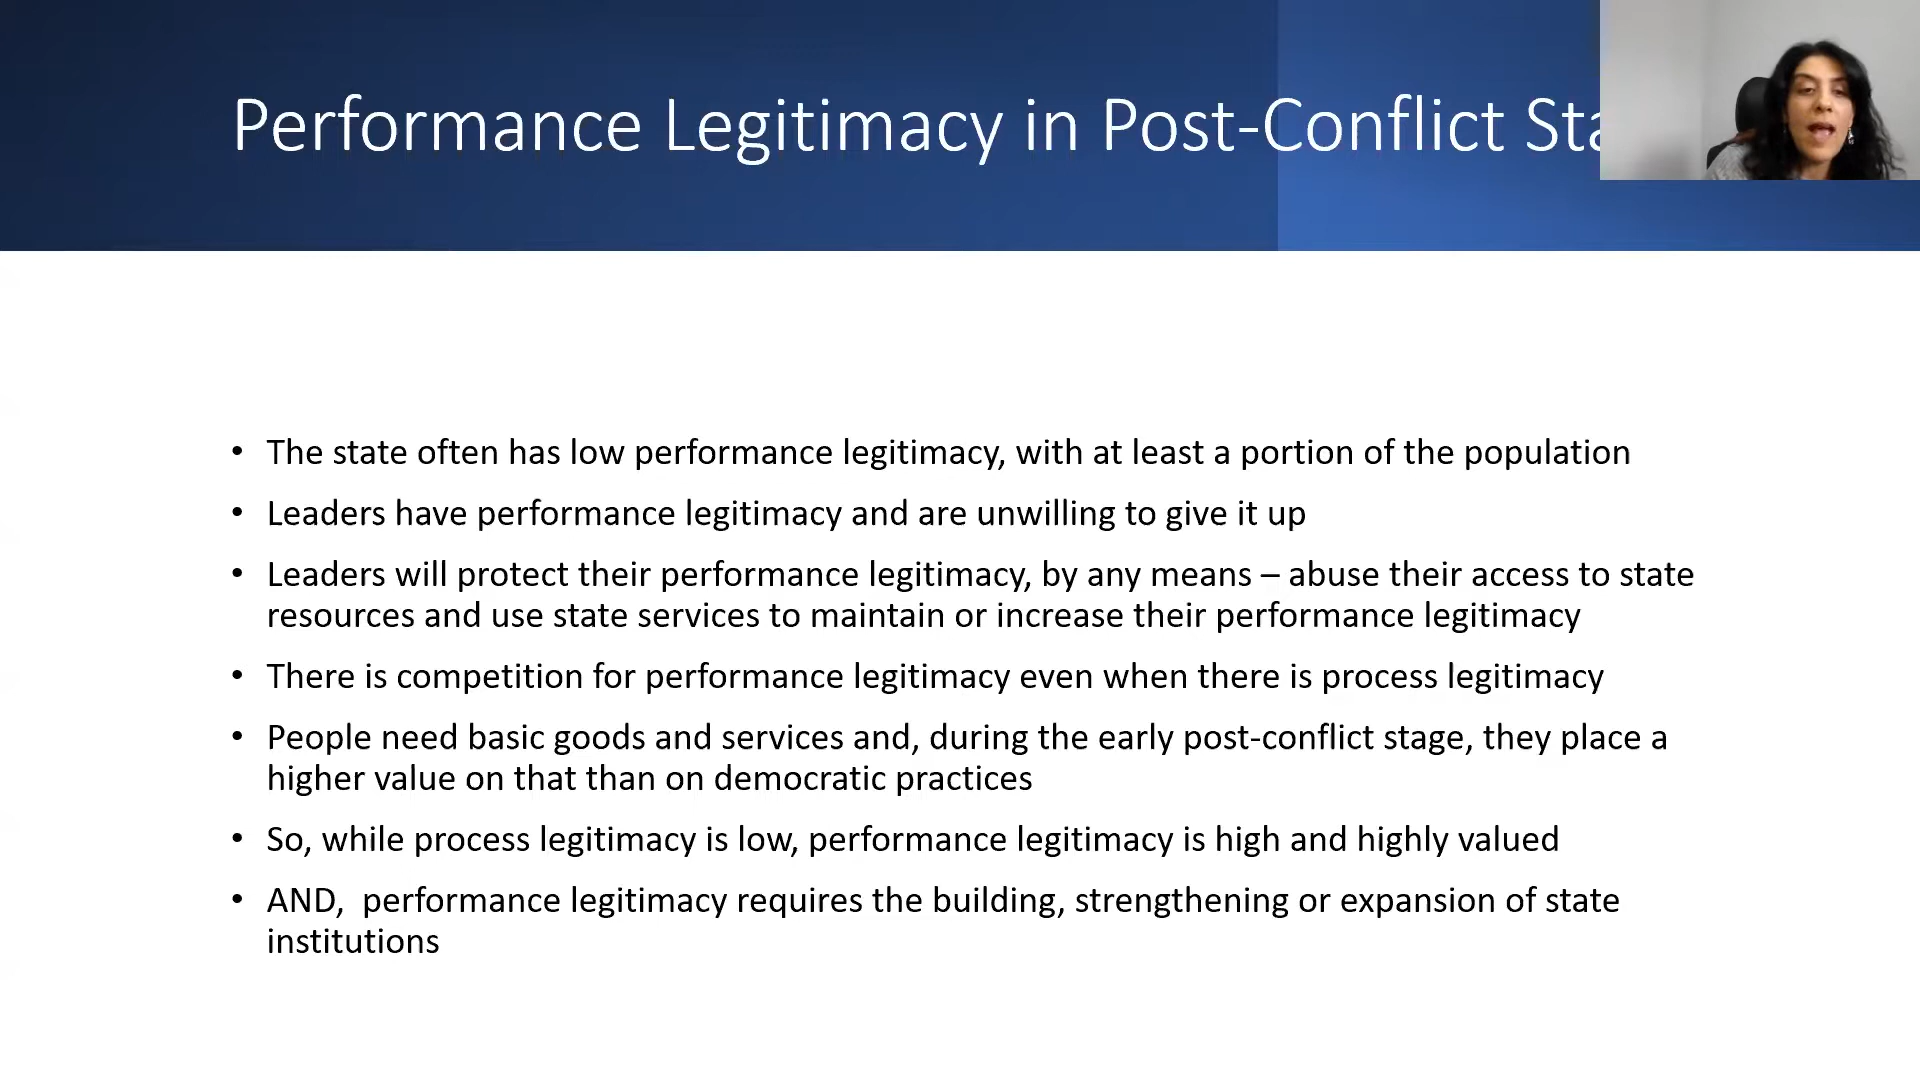 Performance Legitimacy in Post-Conflict Sta
• The state often has low performance legitimacy, with at least a portion of the population
• Leaders have performance legitimacy and are unwilling to give it up
• Leaders will protect their performance legitimacy, by any means – abuse their access to state
resources and use state services to maintain or increase their performance legitimacy
• There is competition for performance legitimacy even when there is process legitimacy
• People need basic goods and services and, during the early post-conflict stage, they place a
higher value on that than on democratic practices
• So, while process legitimacy is low, performance legitimacy is high and highly valued
• AND,  performance legitimacy requires the building, strengthening or expansion of state
institutions